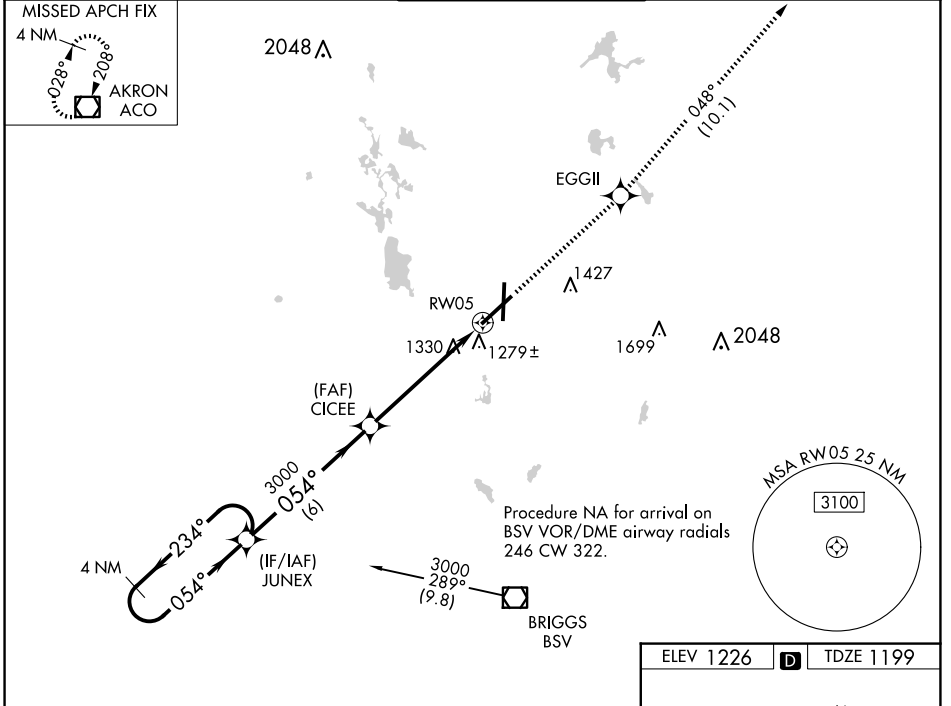 MISSED APCH FIX
4 NM
028°
208°
AKRON
ACO
2048
048°
(10.1)
EGGII
1427
RW05
1330
1279±
1699
2048
(FAF)
CICEE
3000
054°
(6)
MSA RW05 25 NM
3100
Procedure NA for arrival on
BSV VOR/DME airway radials
246 CW 322.
234°
4 NM
054°
(IF/IAF)
JUNEX
3000
289°
(9.8)
BRIGGS
BSV
ELEV 1226
D
TDZE 1199